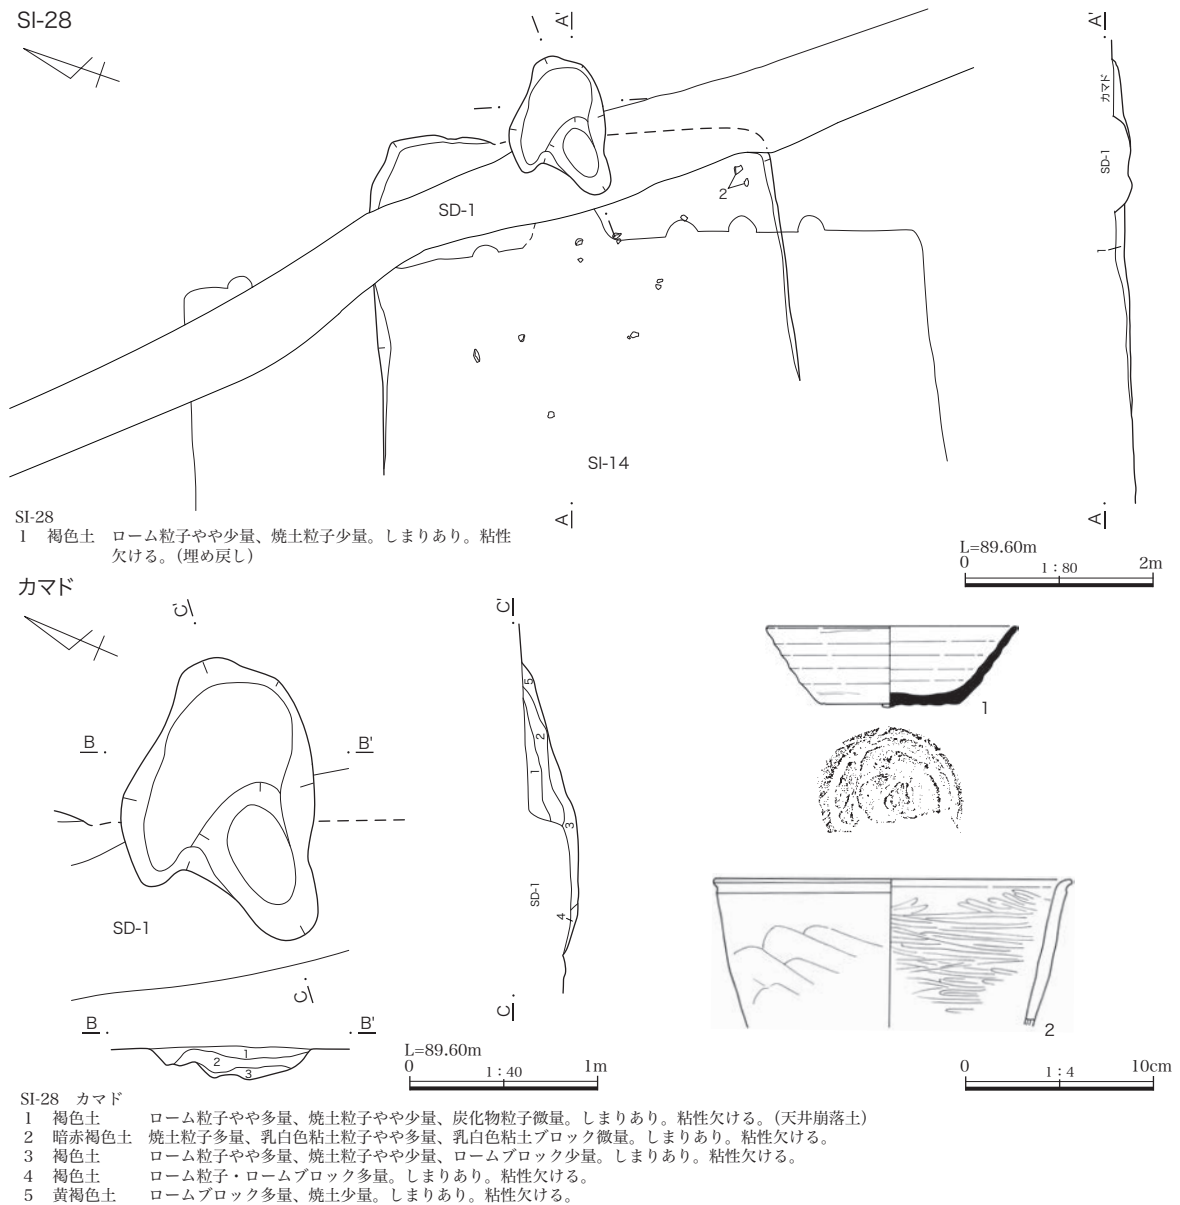 SI-28
A'
A'
カマド
SD-1
1
SD-1
2
SI-14
A
A
SI-28
1 褐色土 ローム粒子やや少量、焼土粒子少量。しまりあり。粘性
欠ける。(埋め戻し)
L=89.60m
0 1：80 2m
カマド
C'
C'
B B'
5
2
1
3
SD-1
4
SD-1
C
C
1
2
B B'
1
2
3
L=89.60m
0 1：40 1m
0 1：4 10cm
SI-28 カマド
1 褐色土 ローム粒子やや多量、焼土粒子やや少量、炭化物粒子微量。しまりあり。粘性欠ける。(天井崩落土)
2 暗赤褐色土 焼土粒子多量、乳白色粘土粒子やや多量、乳白色粘土ブロック微量。しまりあり。粘性欠ける。
3 褐色土 ローム粒子やや多量、焼土粒子やや少量、ロームブロック少量。しまりあり。粘性欠ける。
4 褐色土 ローム粒子・ロームブロック多量。しまりあり。粘性欠ける。
5 黄褐色土 ロームブロック多量、焼土少量。しまりあり。粘性欠ける。